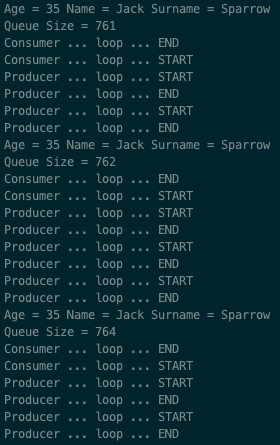 Age = 35 Name = Jack Surname = Sparrow
Queue Size = 761
Consumer ... loop ... END
Consumer ... loop ... START
Producer ... loop ... START
Producer ... loop ... END
Producer ... loop ... START
Producer ... loop ... END
Age = 35 Name = Jack Surname = Sparrow
Queue Size = 762
Consumer ... loop ... END
Consumer ... loop ... START
Producer ... loop ... START
Producer ... loop ... END
Producer ... loop ... START
Producer ... loop ... END
Producer ... loop ... START
Producer ... loop ... END
Age = 35 Name = Jack Surname = Sparrow
Queue Size = 764
Consumer ... loop ... END
Consumer ... loop ... START
Producer ... loop ... START
Producer ... loop ... END
Producer ... loop ... START
Producer ... loop ... END